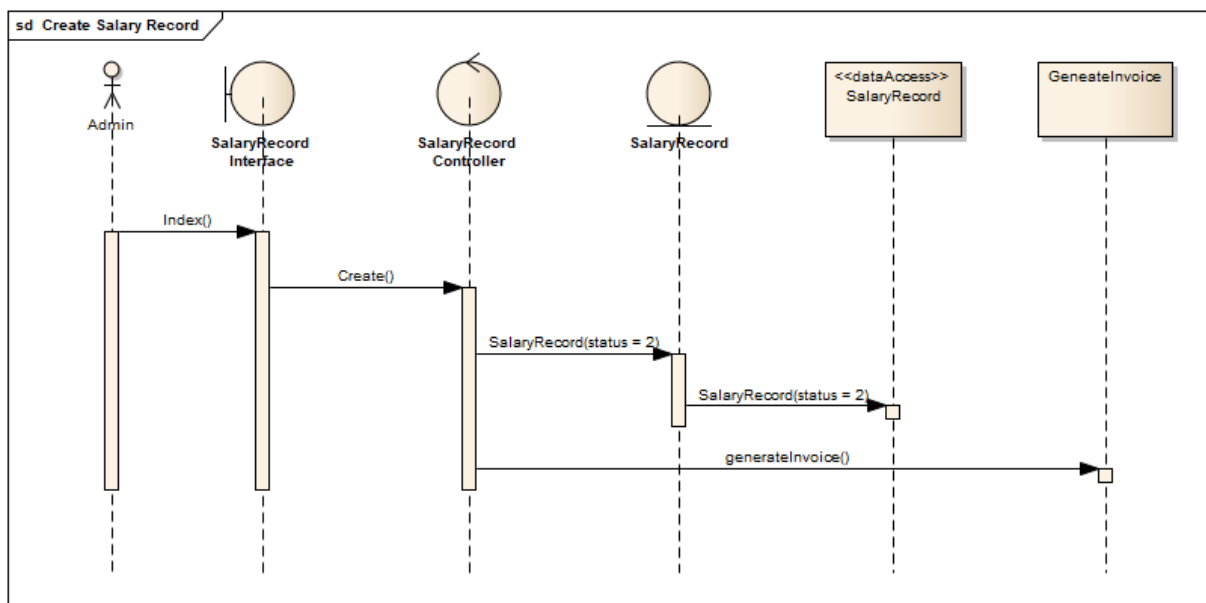 sd Create Salary Record
Admin
SalaryRecord
Interface
SalaryRecord
Controller
SalaryRecord
<<dataAccess>>
SalaryRecord
GeneateInvoice
Index()
Create()
SalaryRecord(status = 2)
SalaryRecord(status = 2)
generateInvoice()